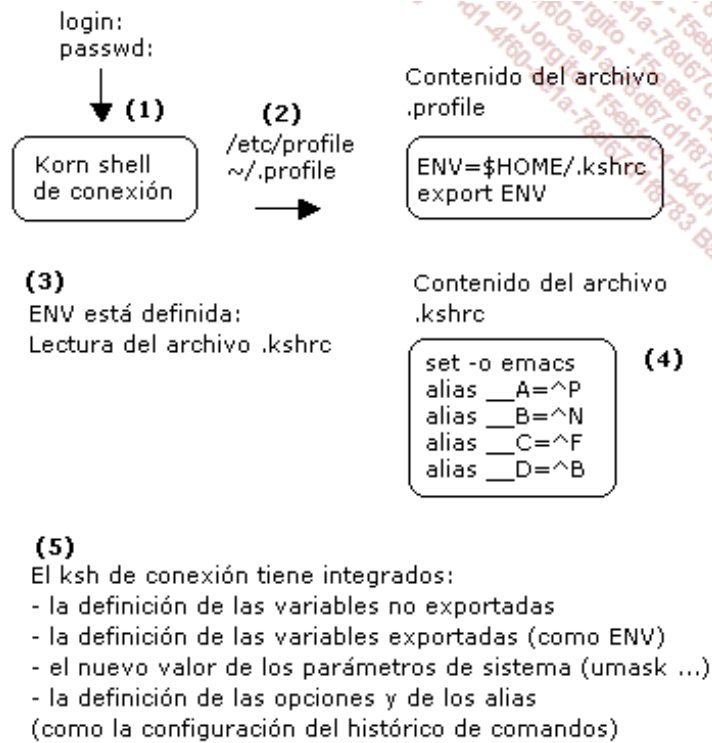 login:
passwd:
(1)
Korn shell
de conexión
(2)
/etc/profile
~/.profile
Contenido del archivo
.profile
ENV=$HOME/.kshrc
export ENV
(3)
ENV está definida:
Lectura del archivo .kshrc
Contenido del archivo
.kshrc
set -o emacs
alias __A=^P
alias __B=^N
alias __C=^F
alias __D=^B
(4)
(5)
El ksh de conexión tiene integrados:
- la definición de las variables no exportadas
- la definición de las variables exportadas (como ENV)
- el nuevo valor de los parámetros de sistema (umask ...)
- la definición de las opciones y de los alias
(como la configuración del histórico de comandos)